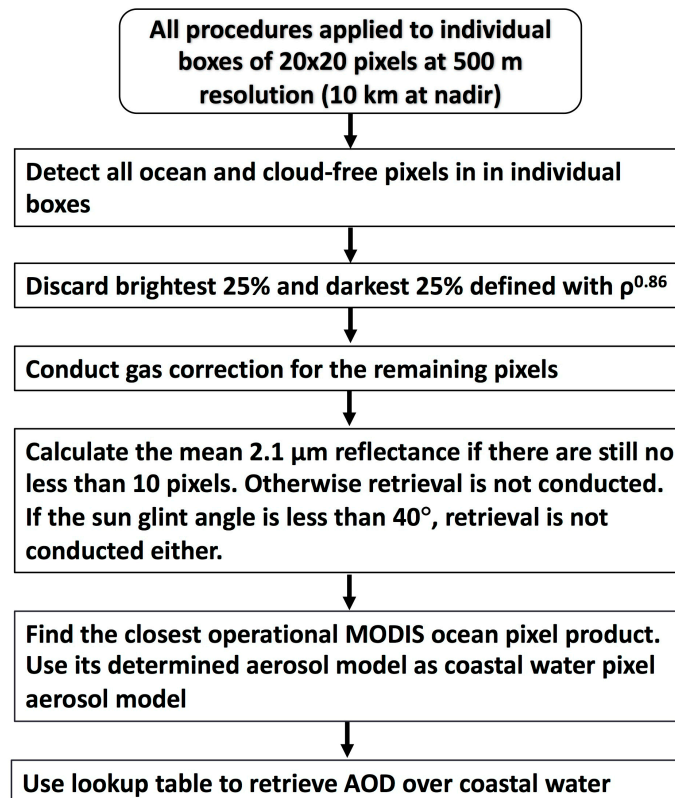 All procedures applied to individual
boxes of 20x20 pixels at 500 m
resolution (10 km at nadir)
Detect all ocean and cloud-free pixels in in individual
boxes
Discard brightest 25% and darkest 25% defined with ρ^0.86
Conduct gas correction for the remaining pixels
Calculate the mean 2.1 µm reflectance if there are still no
less than 10 pixels. Otherwise retrieval is not conducted.
If the sun glint angle is less than 40°, retrieval is not
conducted either.
Find the closest operational MODIS ocean pixel product.
Use its determined aerosol model as coastal water pixel
aerosol model
Use lookup table to retrieve AOD over coastal water